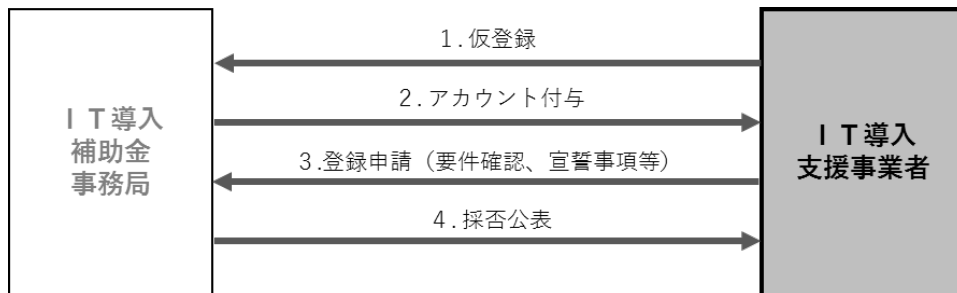 1.仮登録
2.アカウント付与
3.登録申請（要件確認、宣誓事項等）
4.採否公表
ＩＴ導入
補助金
事務局
ＩＴ導入
支援事業者